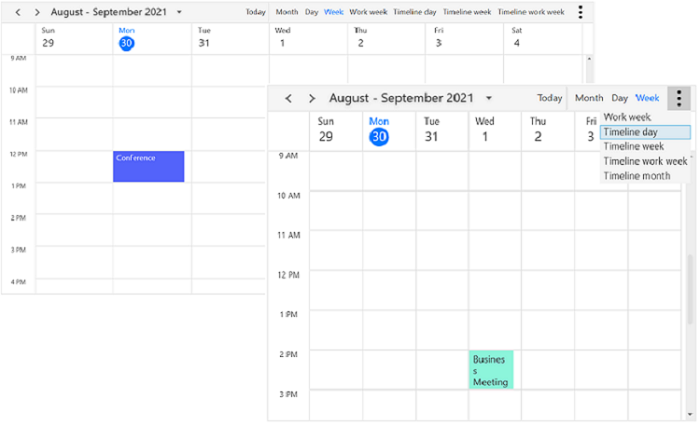 August - September 2021 Today Month Day Week Work week Timeline day Timeline week Timeline work week
Sun Mon Tue Wed Thu Fri Sat
29 30 31 1 2 3 4
9 AM
10 AM
11 AM
12 PM
Conference
1 PM
2 PM
3 PM
4 PM
August - September 2021 Today Month Day Week
Work week
Timeline day
Timeline week
Timeline work week
Timeline month
Sun Mon Tue Wed Thu Fri
29 30 31 1 2 3
9 AM
10 AM
11 AM
12 PM
1 PM
2 PM
Busines
s
Meeting
3 PM